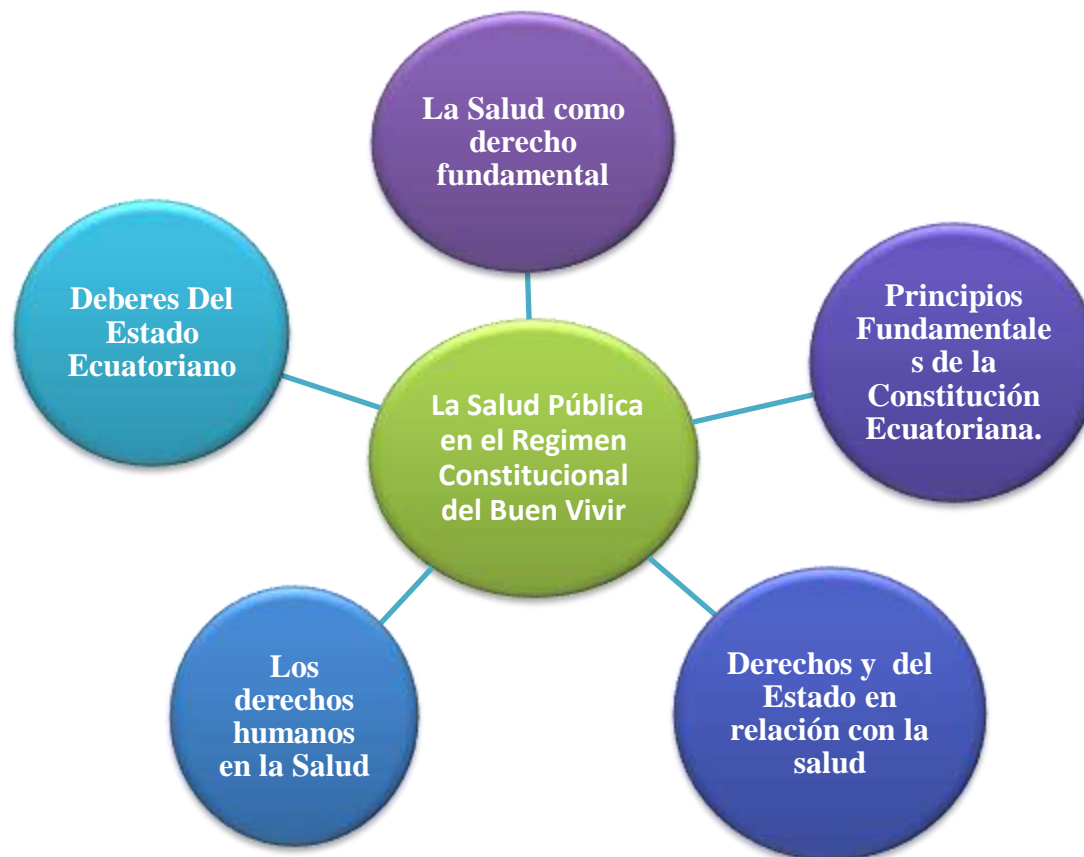 La Salud como
derecho
fundamental
Deberes Del
Estado
Ecuatoriano
Principios
Fundamentale
s de la
Constitución
Ecuatoriana.
La Salud Pública
en el Regimen
Constitucional
del Buen Vivir
Los
derechos
humanos
en la Salud
Derechos y  del
Estado en
relación con la
salud